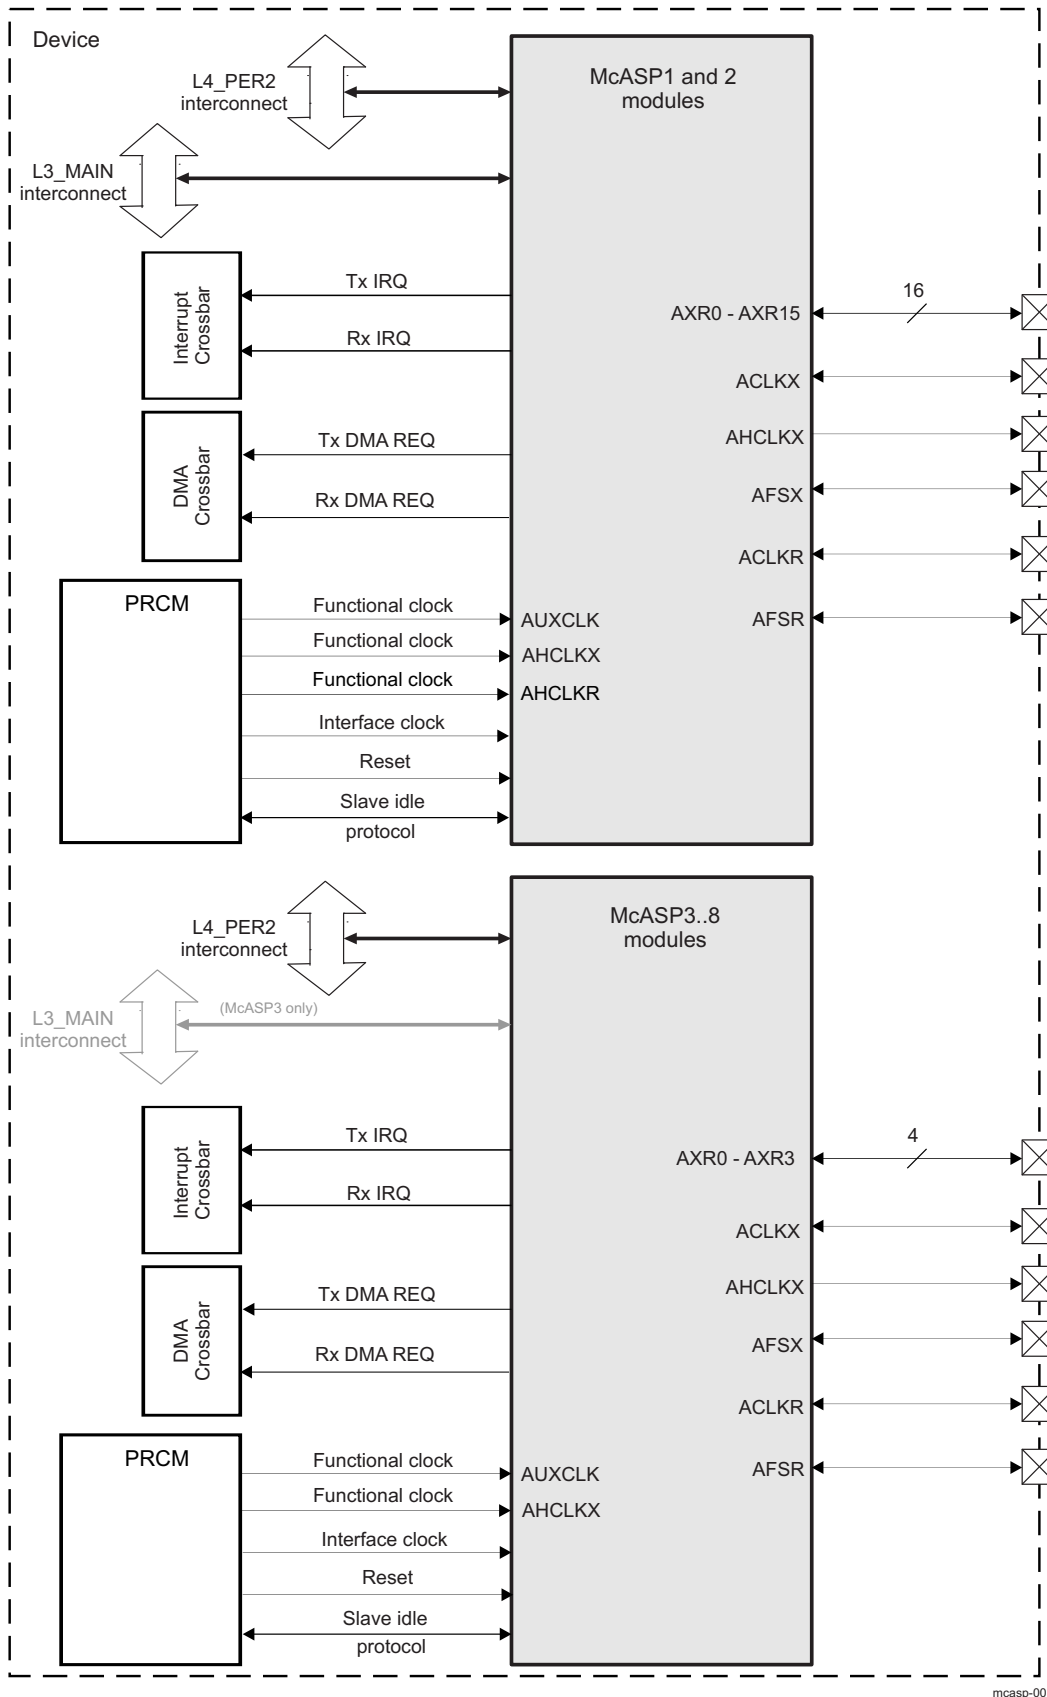 Device
L4_PER2
interconnect
McASP1 and 2
modules
L3_MAIN
interconnect
Interrupt
Crossbar
Tx IRQ
Rx IRQ
DMA
Crossbar
Tx DMA REQ
Rx DMA REQ
PRCM
Functional clock
Functional clock
Functional clock
Interface clock
Reset
Slave idle
protocol
AUXCLK
AHCLKX
AHCLKR
AXR0 - AXR15
16
ACLKX
AHCLKX
AFSX
ACLKR
AFSR
L4_PER2
interconnect
McASP3..8
modules
L3_MAIN
interconnect
(McASP3 only)
Interrupt
Crossbar
Tx IRQ
Rx IRQ
DMA
Crossbar
Tx DMA REQ
Rx DMA REQ
PRCM
Functional clock
Functional clock
Interface clock
Reset
Slave idle
protocol
AUXCLK
AHCLKX
AXR0 - AXR3
4
ACLKX
AHCLKX
AFSX
ACLKR
AFSR
mcasp-00